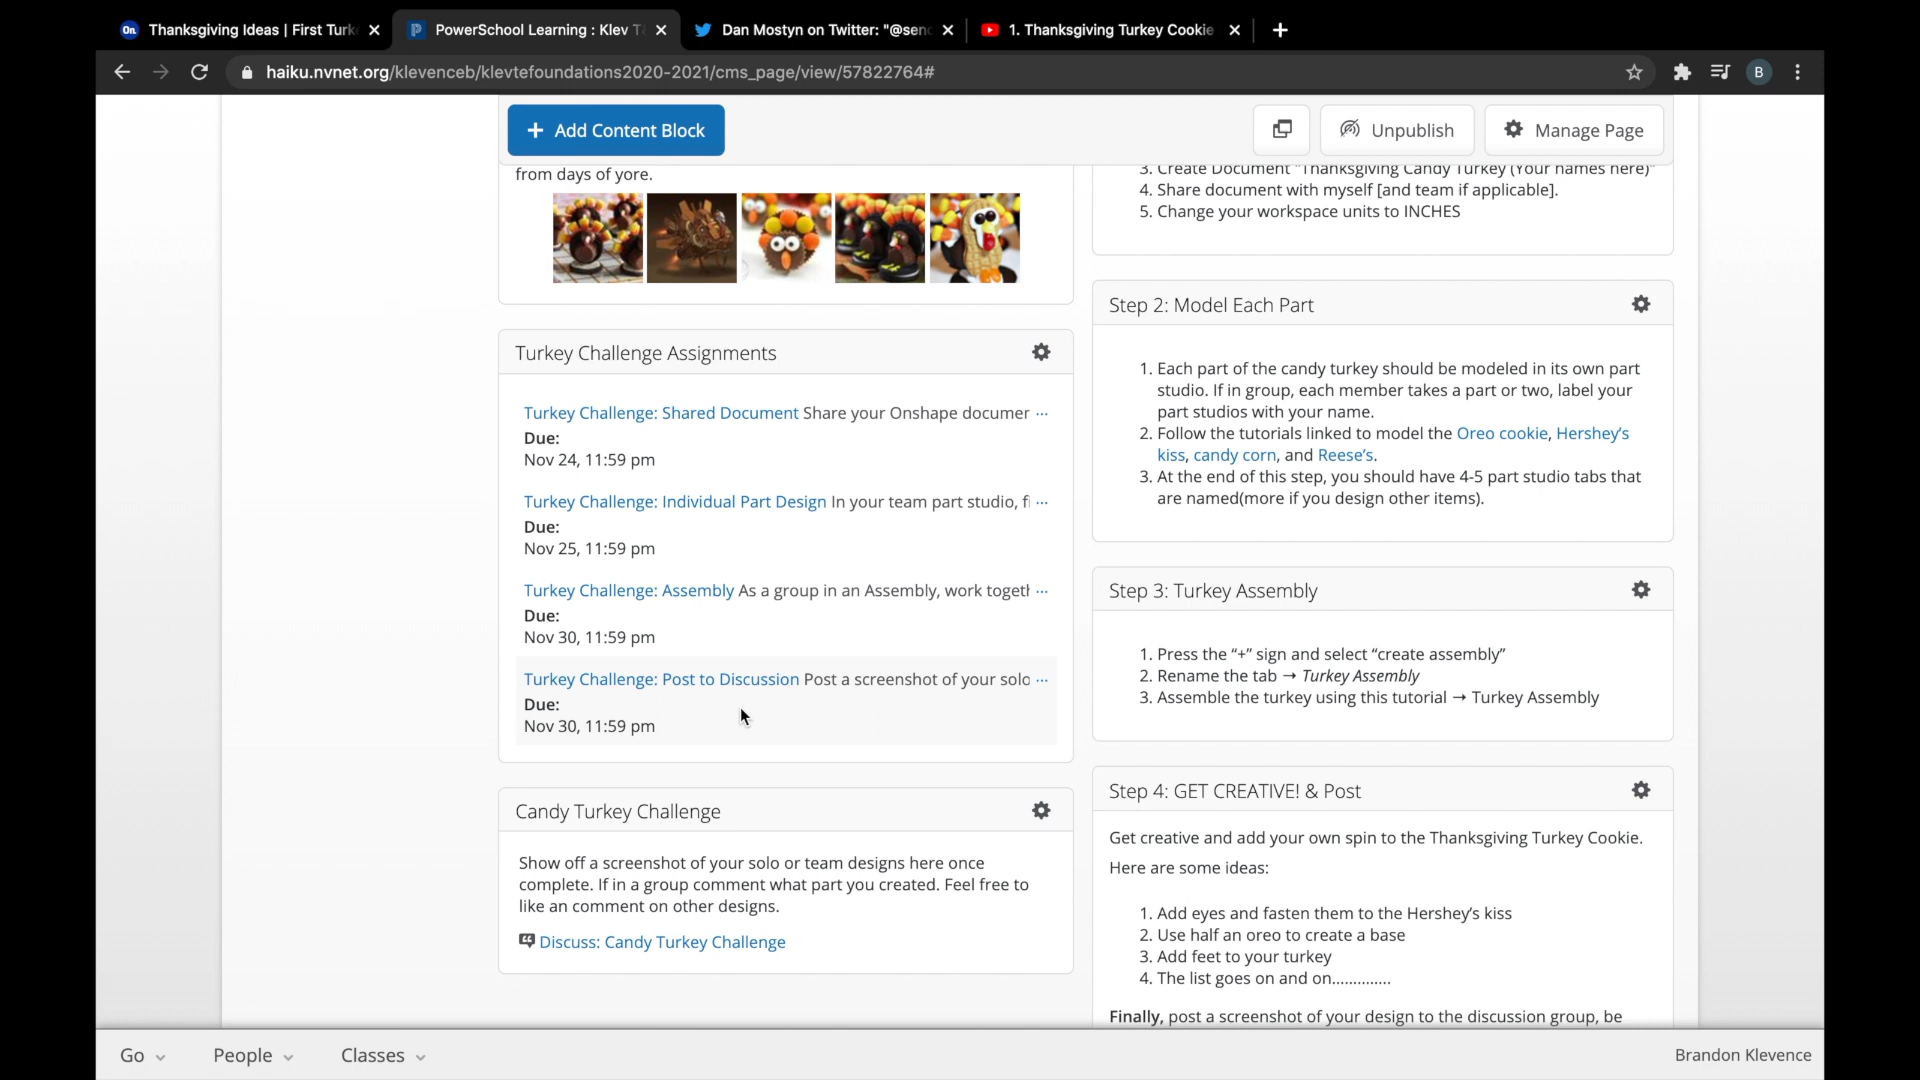 Thanksgiving Ideas | First Turk
PowerSchool Learning : Klev T
Dan Mostyn on Twitter: "@sen
1. Thanksgiving Turkey Cookie
haiku.nvnet.org/klevenceb/klevtefoundations2020-2021/cms_page/view/57822764#
B
+ Add Content Block
Unpublish
Manage Page
from days of yore.
Turkey Challenge Assignments
Turkey Challenge: Shared Document Share your Onshape documen ...
Due:
Nov 24, 11:59 pm
Turkey Challenge: Individual Part Design In your team part studio, fi ...
Due:
Nov 25, 11:59 pm
Turkey Challenge: Assembly As a group in an Assembly, work togeth ...
Due:
Nov 30, 11:59 pm
Turkey Challenge: Post to Discussion Post a screenshot of your solo ...
Due:
Nov 30, 11:59 pm
Candy Turkey Challenge
Show off a screenshot of your solo or team designs here once
complete. If in a group comment what part you created. Feel free to
like an comment on other designs.
Discuss: Candy Turkey Challenge
3. Create Document "Thanksgiving Candy Turkey (Your names here)"
4. Share document with myself [and team if applicable].
5. Change your workspace units to INCHES
Step 2: Model Each Part
1. Each part of the candy turkey should be modeled in its own part
studio. If in group, each member takes a part or two, label your
part studios with your name.
2. Follow the tutorials linked to model the Oreo cookie, Hershey's
kiss, candy corn, and Reese's.
3. At the end of this step, you should have 4-5 part studio tabs that
are named(more if you design other items).
Step 3: Turkey Assembly
1. Press the “+” sign and select “create assembly”
2. Rename the tab → Turkey Assembly
3. Assemble the turkey using this tutorial → Turkey Assembly
Step 4: GET CREATIVE! & Post
Get creative and add your own spin to the Thanksgiving Turkey Cookie.
Here are some ideas:
1. Add eyes and fasten them to the Hershey’s kiss
2. Use half an oreo to create a base
3. Add feet to your turkey
4. The list goes on and on..............
Finally, post a screenshot of your design to the discussion group, be
Go
People
Classes
Brandon Klevence